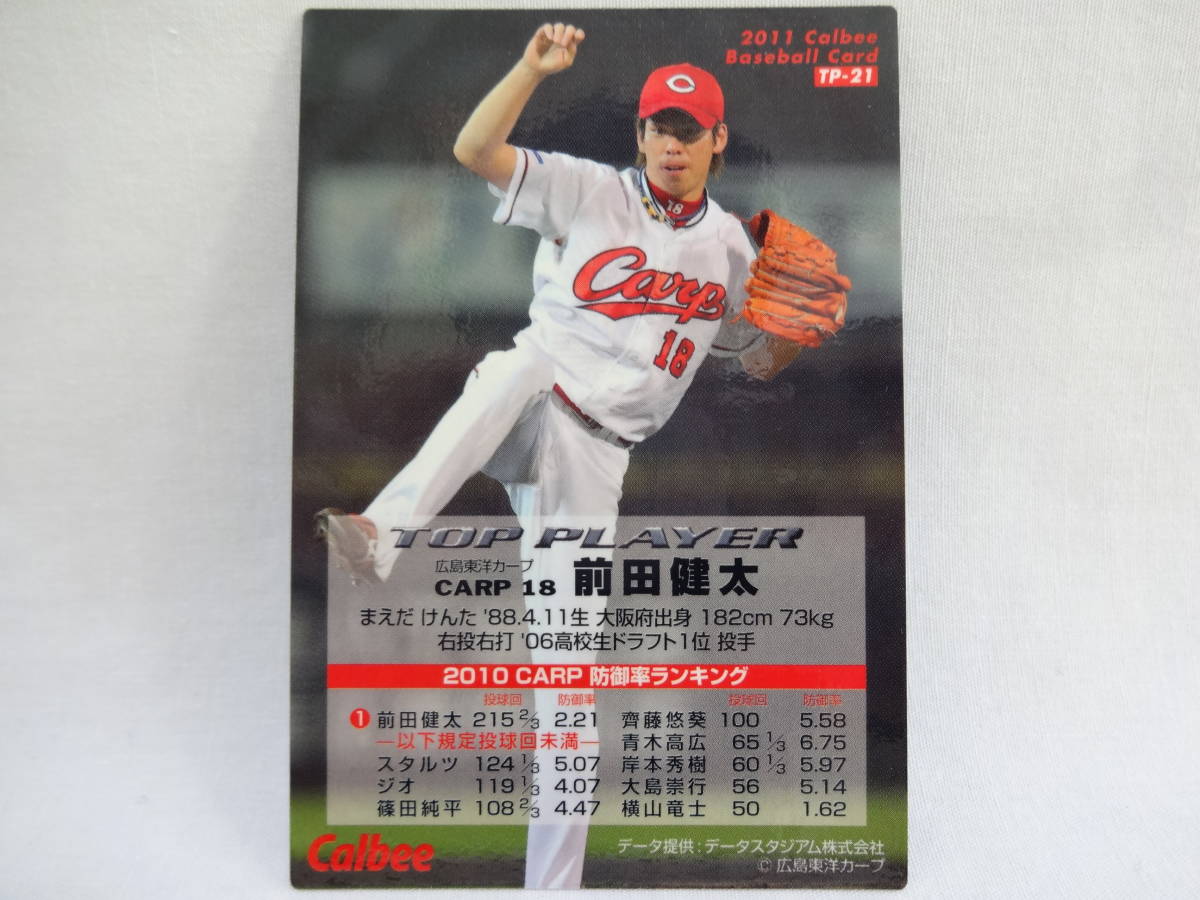 2011 Calbee
Baseball Card
TP-21
C
18
Carp
18
TOP PLAYER
広島東洋カープ
CARP 18 前田健太
まえだ けんた '88.4.11生 大阪府出身 182cm 73kg
右投右打 '06高校生ドラフト1位 投手
2010 CARP 防御率ランキング
投球回 防御率 投球回 防御率
1 前田健太 215 2/3 2.21 齊藤悠葵 100 5.58
―以下規定投球回未満― 青木高広 65 1/3 6.75
スタルツ 124 1/3 5.07 岸本秀樹 60 1/3 5.97
ジオ 119 1/3 4.07 大島崇行 56 5.14
篠田純平 108 2/3 4.47 横山竜士 50 1.62
Calbee
データ提供：データスタジアム株式会社
© 広島東洋カープ